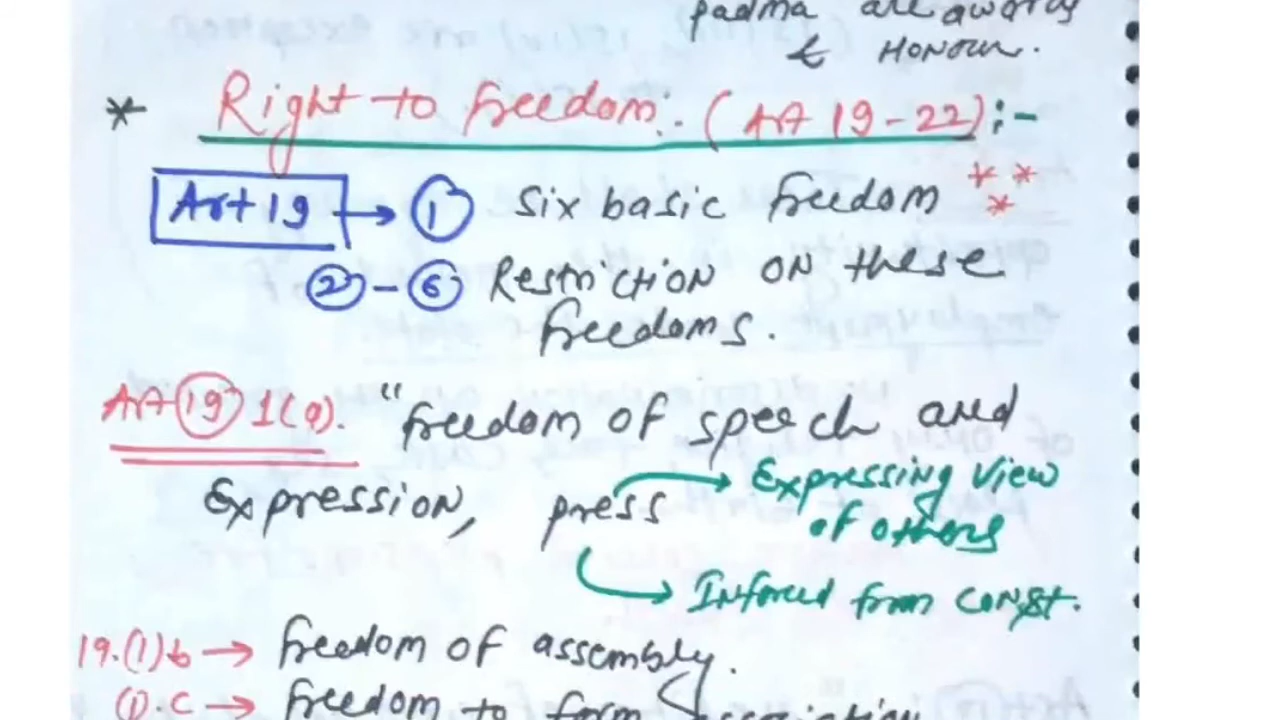 padma are awards
& Honour.
* Right to freedom:- (Art 19-22):-
Art 19 → ① Six basic freedom ***
② - ⑥ Restriction on these
freedoms.
Art 19 1(a). "freedom of speech and
Expression, press → Expressing view
of others
→ Inforced from const.
19.(1)b → freedom of assembly.
(1).c → freedom to form association